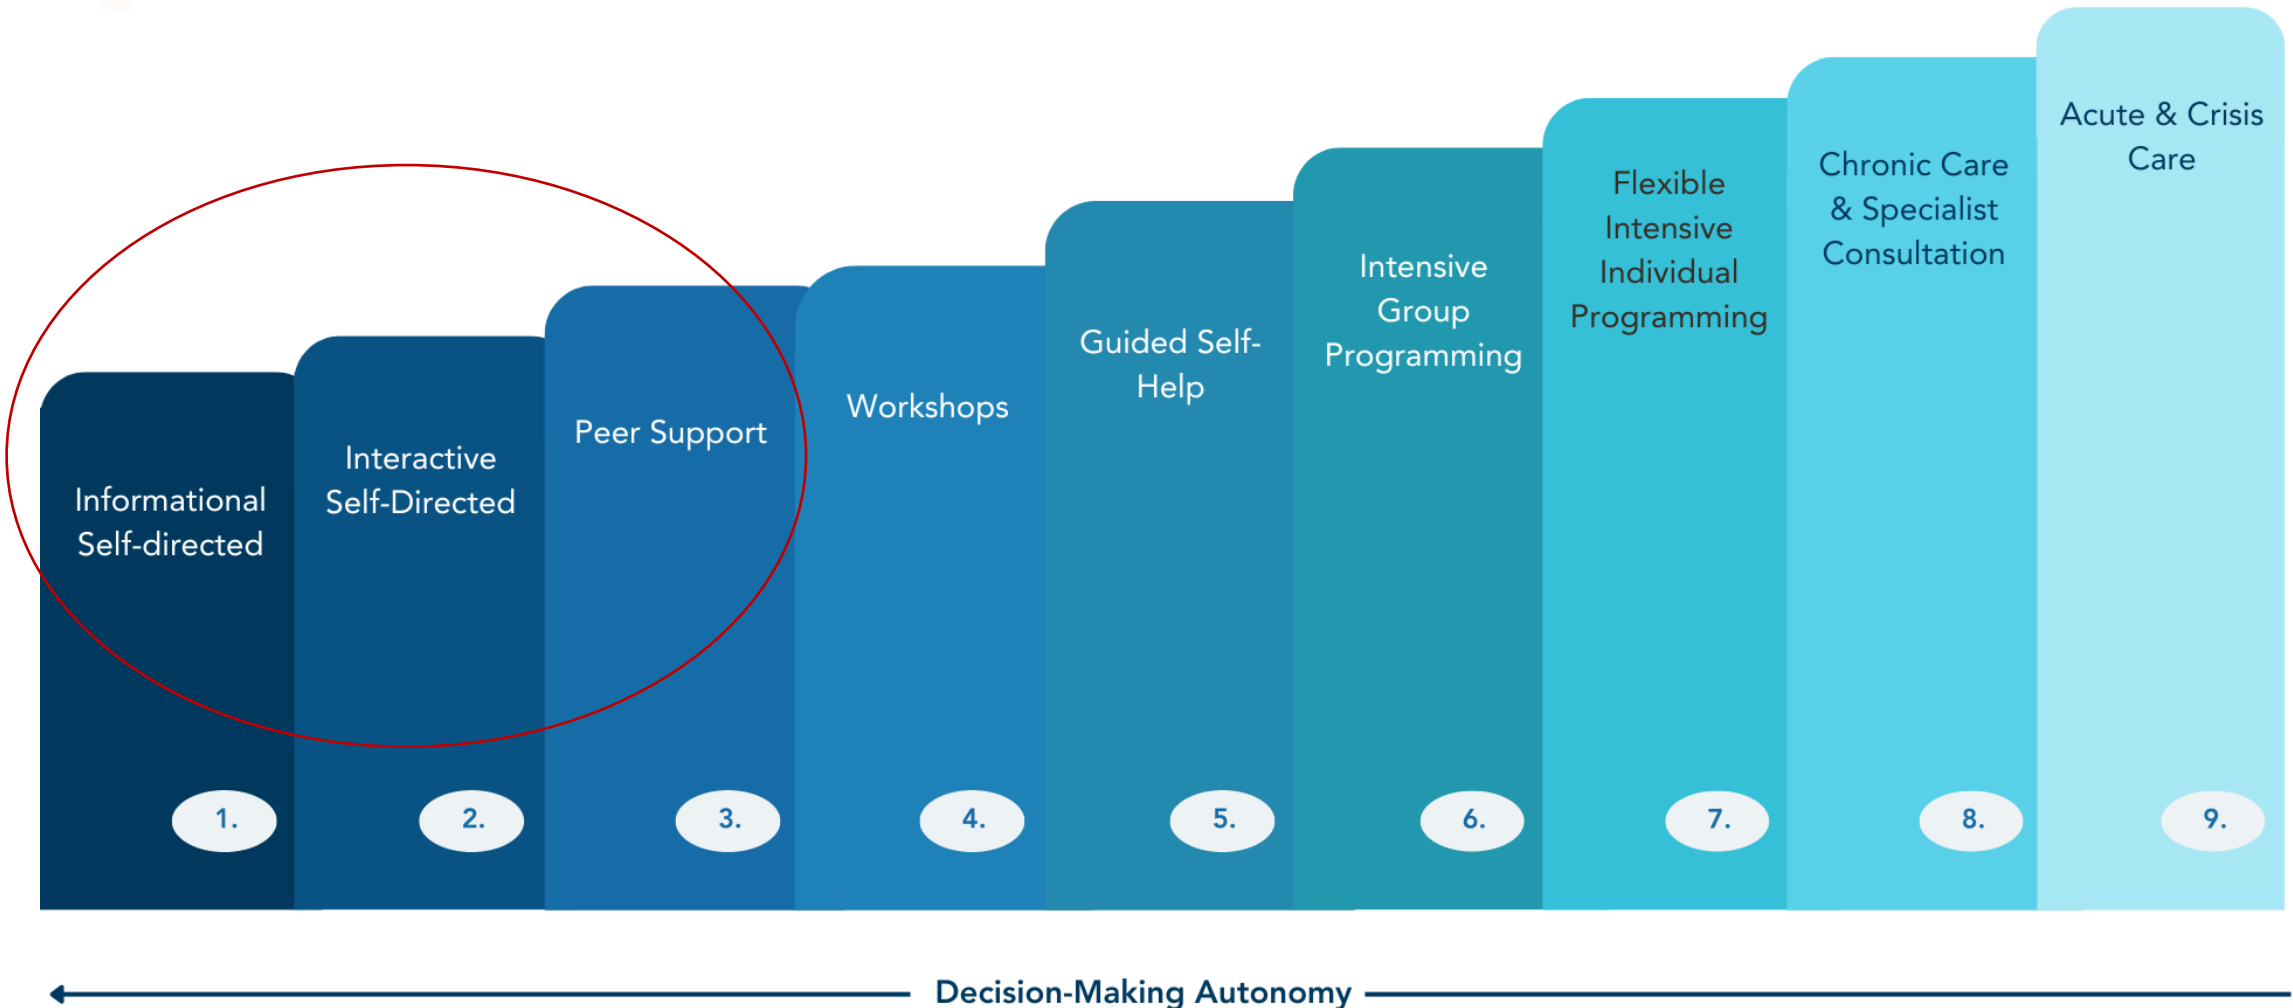 Informational
Self-directed
1.
Interactive
Self-Directed
2.
Peer Support
3.
Workshops
4.
Guided Self-
Help
5.
Intensive
Group
Programming
6.
Flexible
Intensive
Individual
Programming
7.
Chronic Care
& Specialist
Consultation
8.
Acute & Crisis
Care
9.
Decision-Making Autonomy